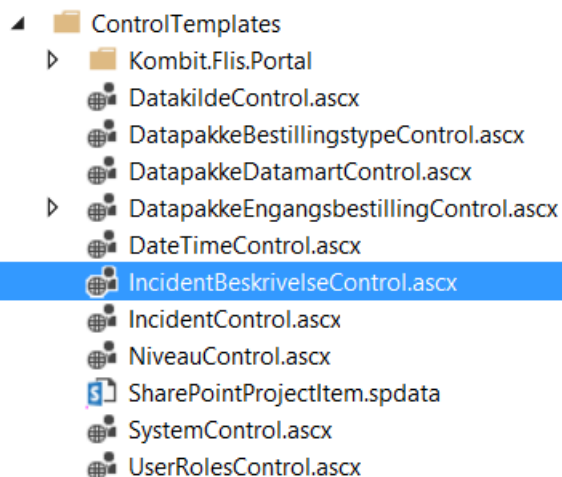 ControlTemplates
Kombit.Flis.Portal
DatakildeControl.ascx
DatapakkeBestillingstypeControl.ascx
DatapakkeDatamartControl.ascx
DatapakkeEngangsbestillingControl.ascx
DateTimeControl.ascx
IncidentBeskrivelseControl.ascx
IncidentControl.ascx
NiveauControl.ascx
SharePointProjectItem.spdata
SystemControl.ascx
UserRolesControl.ascx